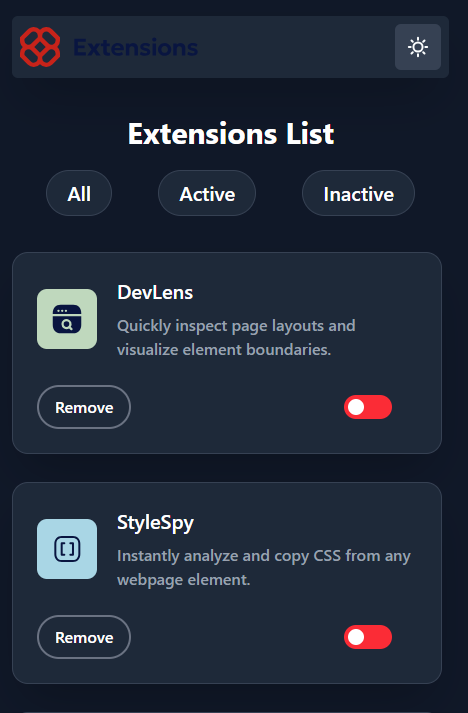 Extensions
Extensions List
All
Active
Inactive
DevLens
Quickly inspect page layouts and
visualize element boundaries.
Remove
StyleSpy
Instantly analyze and copy CSS from any
webpage element.
Remove